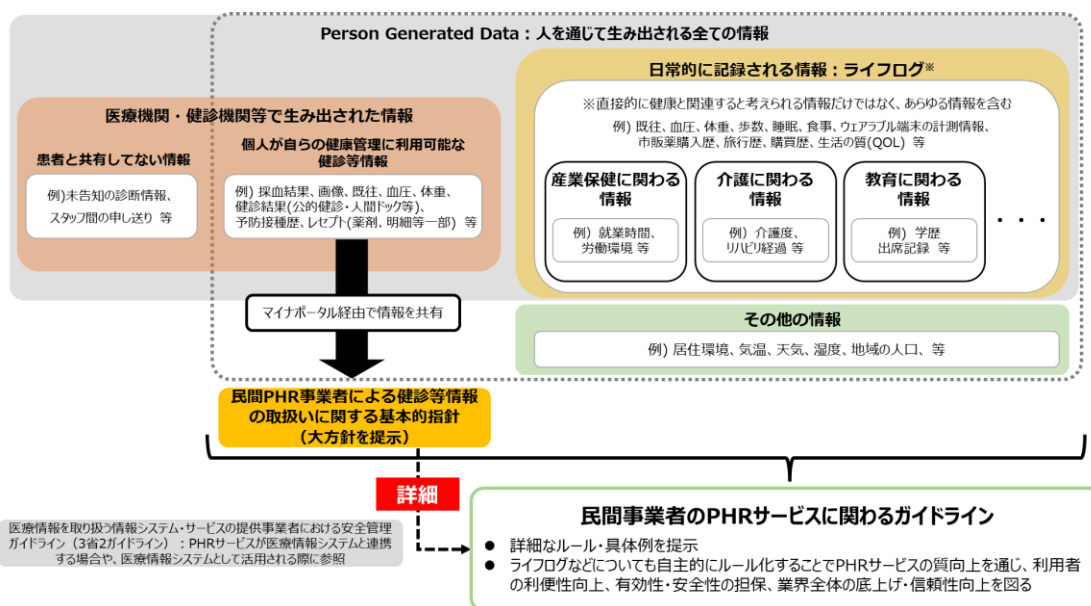 Person Generated Data：人を通じて生み出される全ての情報
日常的に記録される情報：ライフログ※
※直接的に健康と関連すると考えられる情報だけではなく、あらゆる情報を含む
例) 既往、血圧、体重、歩数、睡眠、食事、ウェアラブル端末の計測情報、
市販薬購入歴、旅行歴、購買歴、生活の質(QOL) 等
医療機関・健診機関等で生み出された情報
患者と共有してない情報
例)未告知の診断情報、
スタッフ間の申し送り 等
個人が自らの健康管理に利用可能な
健診等情報
例) 採血結果、画像、既往、血圧、体重、
健診結果(公的健診・人間ドック等)、
予防接種歴、レセプト(薬剤、明細等一部) 等
産業保健に関わる
情報
例) 就業時間、
労働環境 等
介護に関わる
情報
例) 介護度、
リハビリ経過 等
教育に関わる
情報
例) 学歴
出席記録 等
・・・
マイナポータル経由で情報を共有
その他の情報
例) 居住環境、気温、天気、湿度、地域の人口、等
民間PHR事業者による健診等情報
の取扱いに関する基本的指針
（大方針を提示）
詳細
医療情報を取り扱う情報システム・サービスの提供事業者における安全管理
ガイドライン（3省2ガイドライン）：PHRサービスが医療情報システムと連携
する場合や、医療情報システムとして活用される際に参照
民間事業者のPHRサービスに関わるガイドライン
● 詳細なルール・具体例を提示
● ライフログなどについても自主的にルール化することでPHRサービスの質向上を通じ、利用者
の利便性向上、有効性・安全性の担保、業界全体の底上げ・信頼性向上を図る